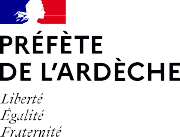 PRÉFÈTE
DE L'ARDÈCHE
Liberté
Égalité
Fraternité